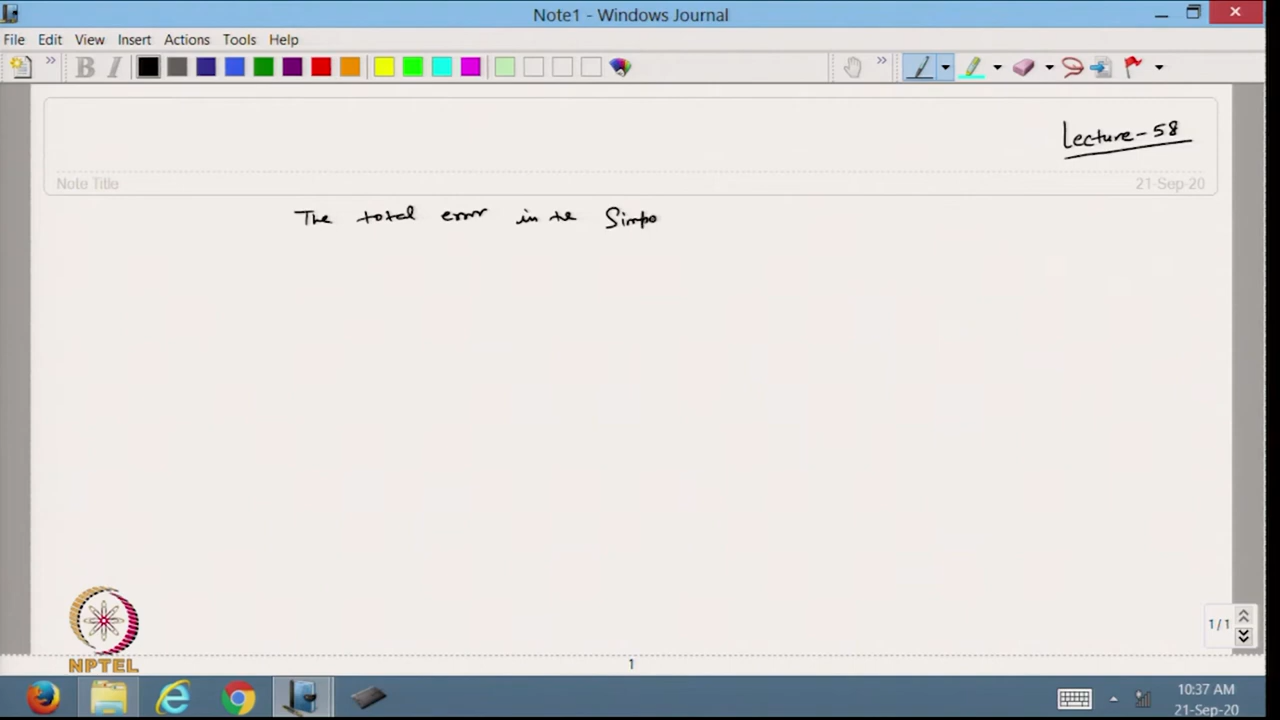 Note1 - Windows Journal
File Edit View Insert Actions Tools Help
B I
Lecture-58
Note Title
21-Sep-20
The total error in the Simpo
1/1
NPTEL
1
10:37 AM
21-Sep-20